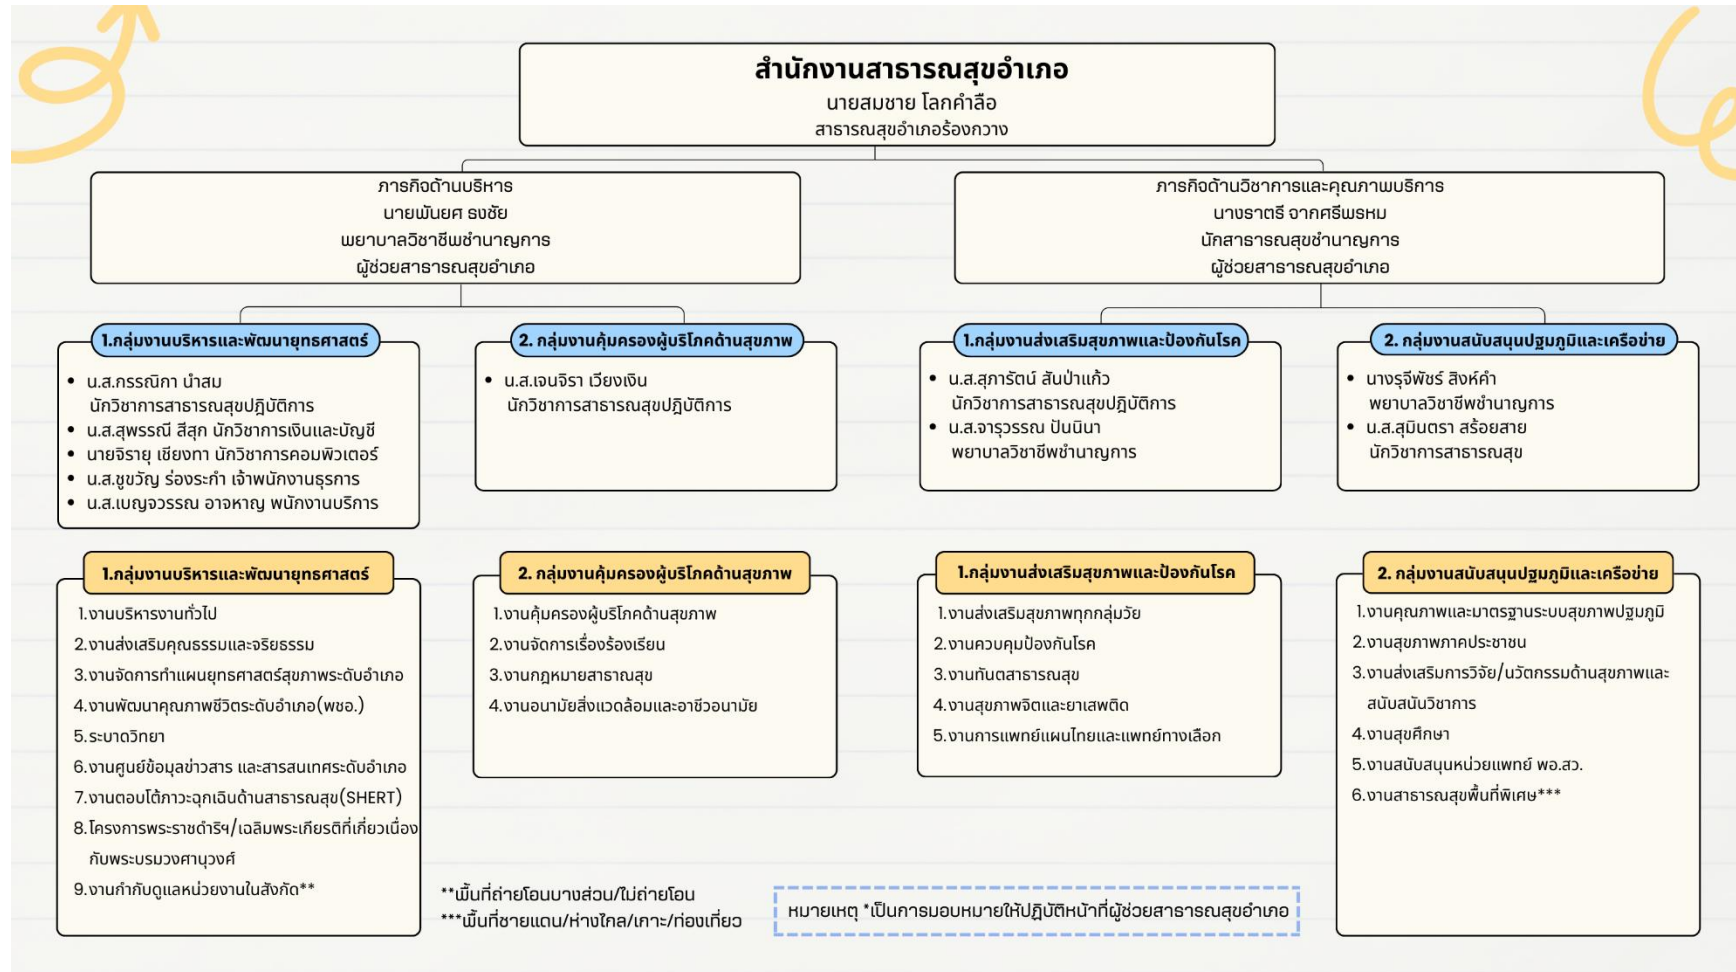 สำนักงานสาธารณสุขอำเภอ
นายสมชาย โลกคำลือ
สาธารณสุขอำเภอร้องกวาง
ภารกิจด้านบริหาร
นายพันยศ ธงชัย
พยาบาลวิชาชีพชำนาญการ
ผู้ช่วยสาธารณสุขอำเภอ
ภารกิจด้านวิชาการและคุณภาพบริการ
นางราตรี จากศรีพรหม
นักสาธารณสุขชำนาญการ
ผู้ช่วยสาธารณสุขอำเภอ
1.กลุ่มงานบริหารและพัฒนายุทธศาสตร์
• น.ส.กรรณิกา นำสม
นักวิชาการสาธารณสุขปฏิบัติการ
• น.ส.สุพรรณี สีสุก นักวิชาการเงินและบัญชี
• นายจิรายุ เชียงทา นักวิชาการคอมพิวเตอร์
• น.ส.ชูขวัญ ร่องระกำ เจ้าพนักงานธุรการ
• น.ส.เบญจวรรณ อาจหาญ พนักงานบริการ
2. กลุ่มงานคุ้มครองผู้บริโภคด้านสุขภาพ
• น.ส.เจนจิรา เวียงเงิน
นักวิชาการสาธารณสุขปฏิบัติการ
1.กลุ่มงานส่งเสริมสุขภาพและป้องกันโรค
• น.ส.สุภารัตน์ สันป่าแก้ว
นักวิชาการสาธารณสุขปฏิบัติการ
• น.ส.จารุวรรณ ปันนินา
พยาบาลวิชาชีพชำนาญการ
2. กลุ่มงานสนับสนุนปฐมภูมิและเครือข่าย
• นางรุจีพัชร์ สิงห์คำ
พยาบาลวิชาชีพชำนาญการ
• น.ส.สุมินตรา สร้อยสาย
นักวิชาการสาธารณสุข
1.กลุ่มงานบริหารและพัฒนายุทธศาสตร์
1.งานบริหารงานทั่วไป
2.งานส่งเสริมคุณธรรมและจริยธรรม
3.งานจัดการทำแผนยุทธศาสตร์สุขภาพระดับอำเภอ
4.งานพัฒนาคุณภาพชีวิตระดับอำเภอ(พชอ.)
5.ระบาดวิทยา
6.งานศูนย์ข้อมูลข่าวสาร และสารสนเทศระดับอำเภอ
7.งานตอบโต้ภาวะฉุกเฉินด้านสาธารณสุข(SHERT)
8.โครงการพระราชดำริฯ/เฉลิมพระเกียรติที่เกี่ยวเนื่อง
กับพระบรมวงศานุวงศ์
9.งานกำกับดูแลหน่วยงานในสังกัด**
2. กลุ่มงานคุ้มครองผู้บริโภคด้านสุขภาพ
1.งานคุ้มครองผู้บริโภคด้านสุขภาพ
2.งานจัดการเรื่องร้องเรียน
3.งานกฎหมายสาธาณสุข
4.งานอนามัยสิ่งแวดล้อมและอาชีวอนามัย
1.กลุ่มงานส่งเสริมสุขภาพและป้องกันโรค
1.งานส่งเสริมสุขภาพทุกกลุ่มวัย
2.งานควบคุมป้องกันโรค
3.งานทันตสาธารณสุข
4.งานสุขภาพจิตและยาเสพติด
5.งานการแพทย์แผนไทยและแพทย์ทางเลือก
2. กลุ่มงานสนับสนุนปฐมภูมิและเครือข่าย
1.งานคุณภาพและมาตรฐานระบบสุขภาพปฐมภูมิ
2.งานสุขภาพภาคประชาชน
3.งานส่งเสริมการวิจัย/นวัตกรรมด้านสุขภาพและ
สนับสนันวิชาการ
4.งานสุขศึกษา
5.งานสนับสนุนหน่วยแพทย์ พอ.สว.
6.งานสาธารณสุขพื้นที่พิเศษ***
**พื้นที่ถ่ายโอนบางส่วน/ไม่ถ่ายโอน
***พื้นที่ชายแดน/ห่างไกล/เกาะ/ท่องเที่ยว
หมายเหตุ *เป็นการมอบหมายให้ปฏิบัติหน้าที่ผู้ช่วยสาธารณสุขอำเภอ